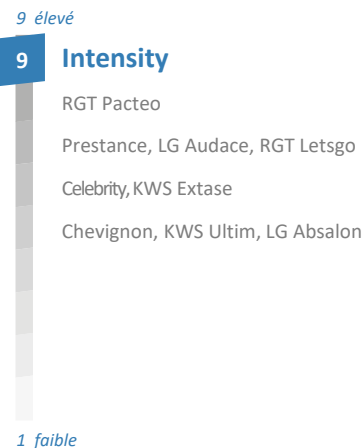 9 élevé
9 Intensity
RGT Pacteo
Prestance, LG Audace, RGT Letsgo
Celebrity, KWS Extase
Chevignon, KWS Ultim, LG Absalon
1 faible